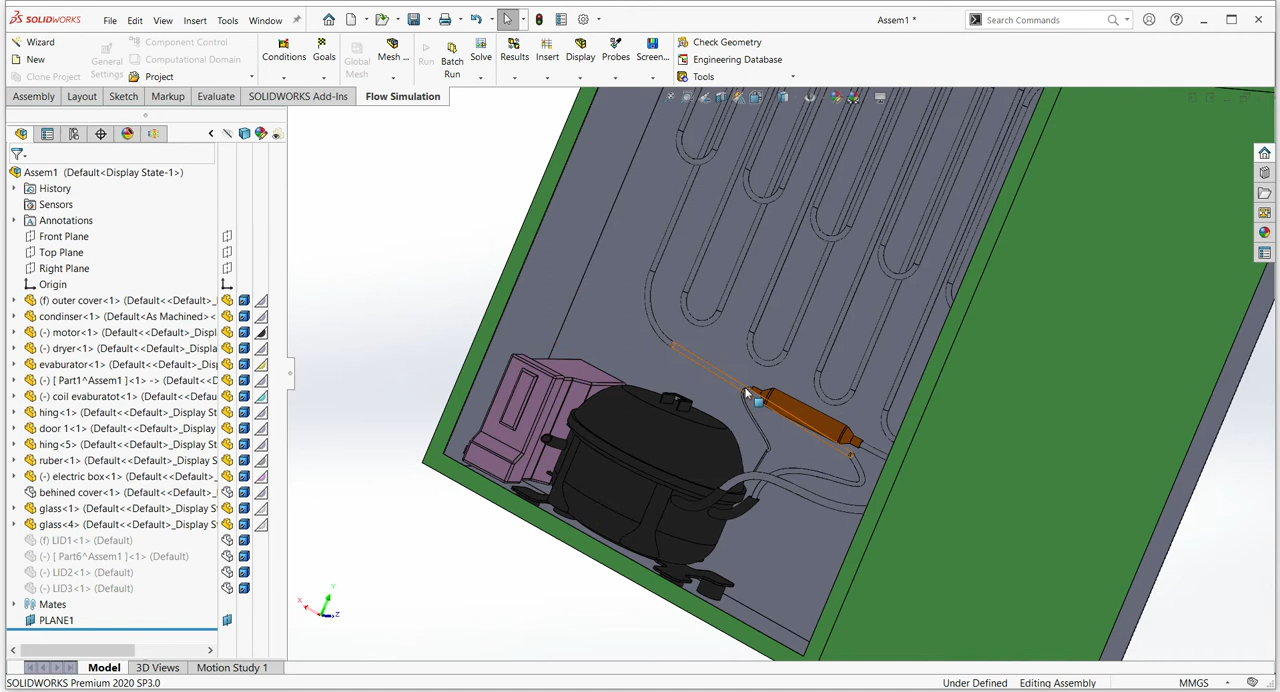 SOLIDWORKS
File
Edit
View
Insert
Tools
Window
Assem1 *
Search Commands
Wizard
New
Clone Project
General Settings
Component Control
Computational Domain
Project
Conditions
Goals
Global Mesh
Mesh ...
Run
Batch Run
Solve
Results
Insert
Display
Probes
Screen...
Check Geometry
Engineering Database
Tools
Assembly
Layout
Sketch
Markup
Evaluate
SOLIDWORKS Add-Ins
Flow Simulation
Assem1 (Default<Display State-1>)
History
Sensors
Annotations
Front Plane
Top Plane
Right Plane
Origin
(f) outer cover<1> (Default<<Default>_
condinser<1> (Default<As Machined><
(-) motor<1> (Default<<Default>_Displ
(-) dryer<1> (Default<<Default>_Displa
evaburator<1> (Default<<Default>_Disp
(-) [ Part1^Assem1 ]<1> -> (Default<<D
(-) coil evaburatot<1> (Default<<Defau
hing<1> (Default<<Default>_Display St
door 1<1> (Default<<Default>_Display
hing<5> (Default<<Default>_Display St
ruber<1> (Default<<Default>_Display S
(-) electric box<1> (Default<<Default>
behined cover<1> (Default<<Default>_
glass<1> (Default<<Default>_Display St
glass<4> (Default<<Default>_Display St
(f) LID1<1> (Default)
(-) [ Part6^Assem1 ]<1> (Default)
(-) LID2<1> (Default)
(-) LID3<1> (Default)
Mates
PLANE1
Y
X
Z
Model
3D Views
Motion Study 1
SOLIDWORKS Premium 2020 SP3.0
Under Defined
Editing Assembly
MMGS